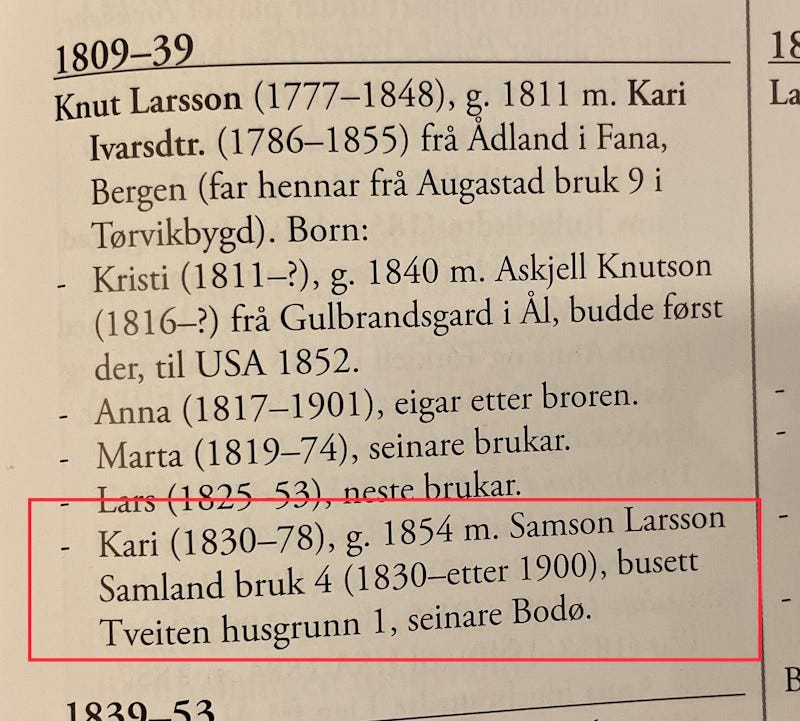 1809–39
Knut Larsson (1777–1848), g. 1811 m. Kari
Ivarsdtr. (1786–1855) frå Ådland i Fana,
Bergen (far hennar frå Augastad bruk 9 i
Tørvikbygd). Born:
- Kristi (1811–?), g. 1840 m. Askjell Knutson
(1816–?) frå Gulbrandsgard i Ål, budde først
der, til USA 1852.
- Anna (1817–1901), eigar etter broren.
- Marta (1819–74), seinare brukar.
- Lars (1825–53), neste brukar.
- Kari (1830–78), g. 1854 m. Samson Larsson
Samland bruk 4 (1830–etter 1900), busett
Tveiten husgrunn 1, seinare Bodø.
1839–53
18
La
-
-
-
-
B